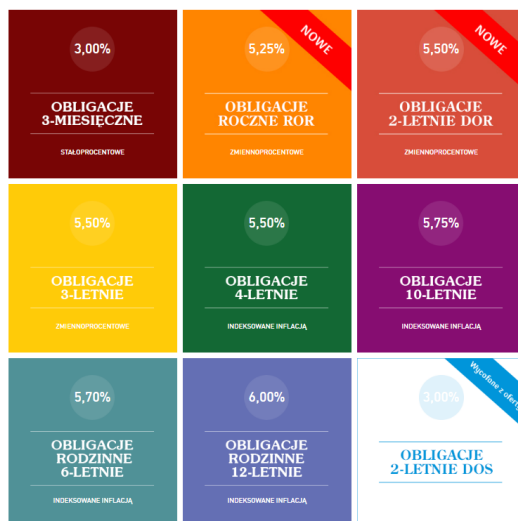 3,00%
OBLIGACJE
3-MIESIĘCZNE
STAŁOPROCENTOWE
5,25%
NOWE
OBLIGACJE
ROCZNE ROR
ZMIENNOPROCENTOWE
5,50%
NOWE
OBLIGACJE
2-LETNIE DOR
ZMIENNOPROCENTOWE
5,50%
OBLIGACJE
3-LETNIE
ZMIENNOPROCENTOWE
5,50%
OBLIGACJE
4-LETNIE
INDEKSOWANE INFLACJĄ
5,75%
OBLIGACJE
10-LETNIE
INDEKSOWANE INFLACJĄ
5,70%
OBLIGACJE
RODZINNE
6-LETNIE
INDEKSOWANE INFLACJĄ
6,00%
OBLIGACJE
RODZINNE
12-LETNIE
INDEKSOWANE INFLACJĄ
3,00%
Wycofane z oferty
OBLIGACJE
2-LETNIE DOS